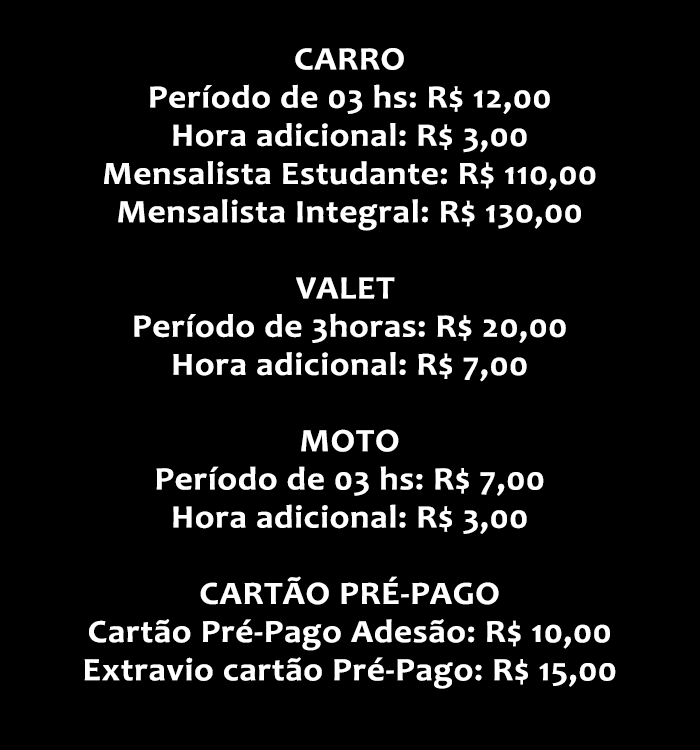 CARRO
Período de 03 hs: R$ 12,00
Hora adicional: R$ 3,00
Mensalista Estudante: R$ 110,00
Mensalista Integral: R$ 130,00
VALET
Período de 3horas: R$ 20,00
Hora adicional: R$ 7,00
MOTO
Período de 03 hs: R$ 7,00
Hora adicional: R$ 3,00
CARTÃO PRÉ-PAGO
Cartão Pré-Pago Adesão: R$ 10,00
Extravio cartão Pré-Pago: R$ 15,00